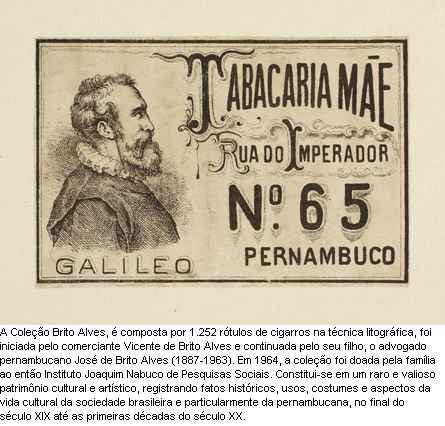 TABACARIA MÃE
RUA DO IMPERADOR
Nº. 65
PERNAMBUCO
GALILEO
A Coleção Brito Alves, é composta por 1.252 rótulos de cigarros na técnica litográfica, foi
iniciada pelo comerciante Vicente de Brito Alves e continuada pelo seu filho, o advogado
pernambucano José de Brito Alves (1887-1963). Em 1964, a coleção foi doada pela família
ao então Instituto Joaquim Nabuco de Pesquisas Sociais. Constitui-se em um raro e valioso
patrimônio cultural e artístico, registrando fatos históricos, usos, costumes e aspectos da
vida cultural da sociedade brasileira e particularmente da pernambucana, no final do
século XIX até as primeiras décadas do século XX.